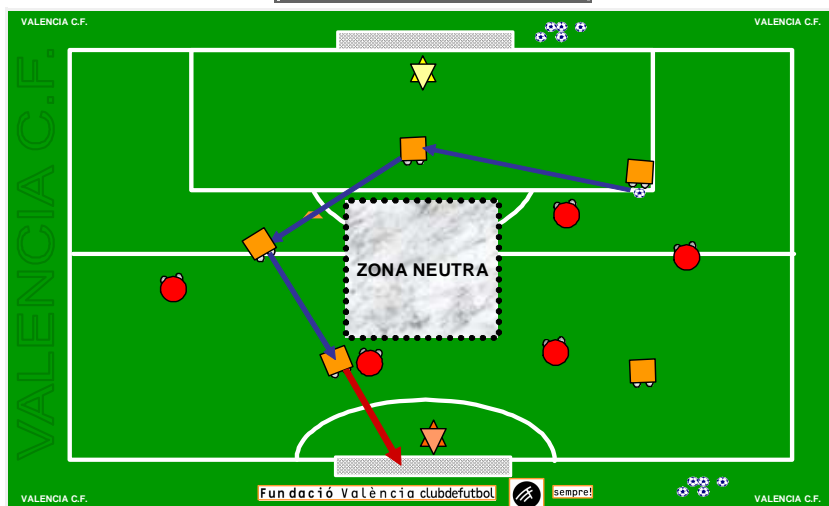 VALENCIA C.F.
VALENCIA C.F.
VALENCIA C.F.
ZONA NEUTRA
Fundació València clubdefutbol
sempre!
VALENCIA C.F.
VALENCIA C.F.